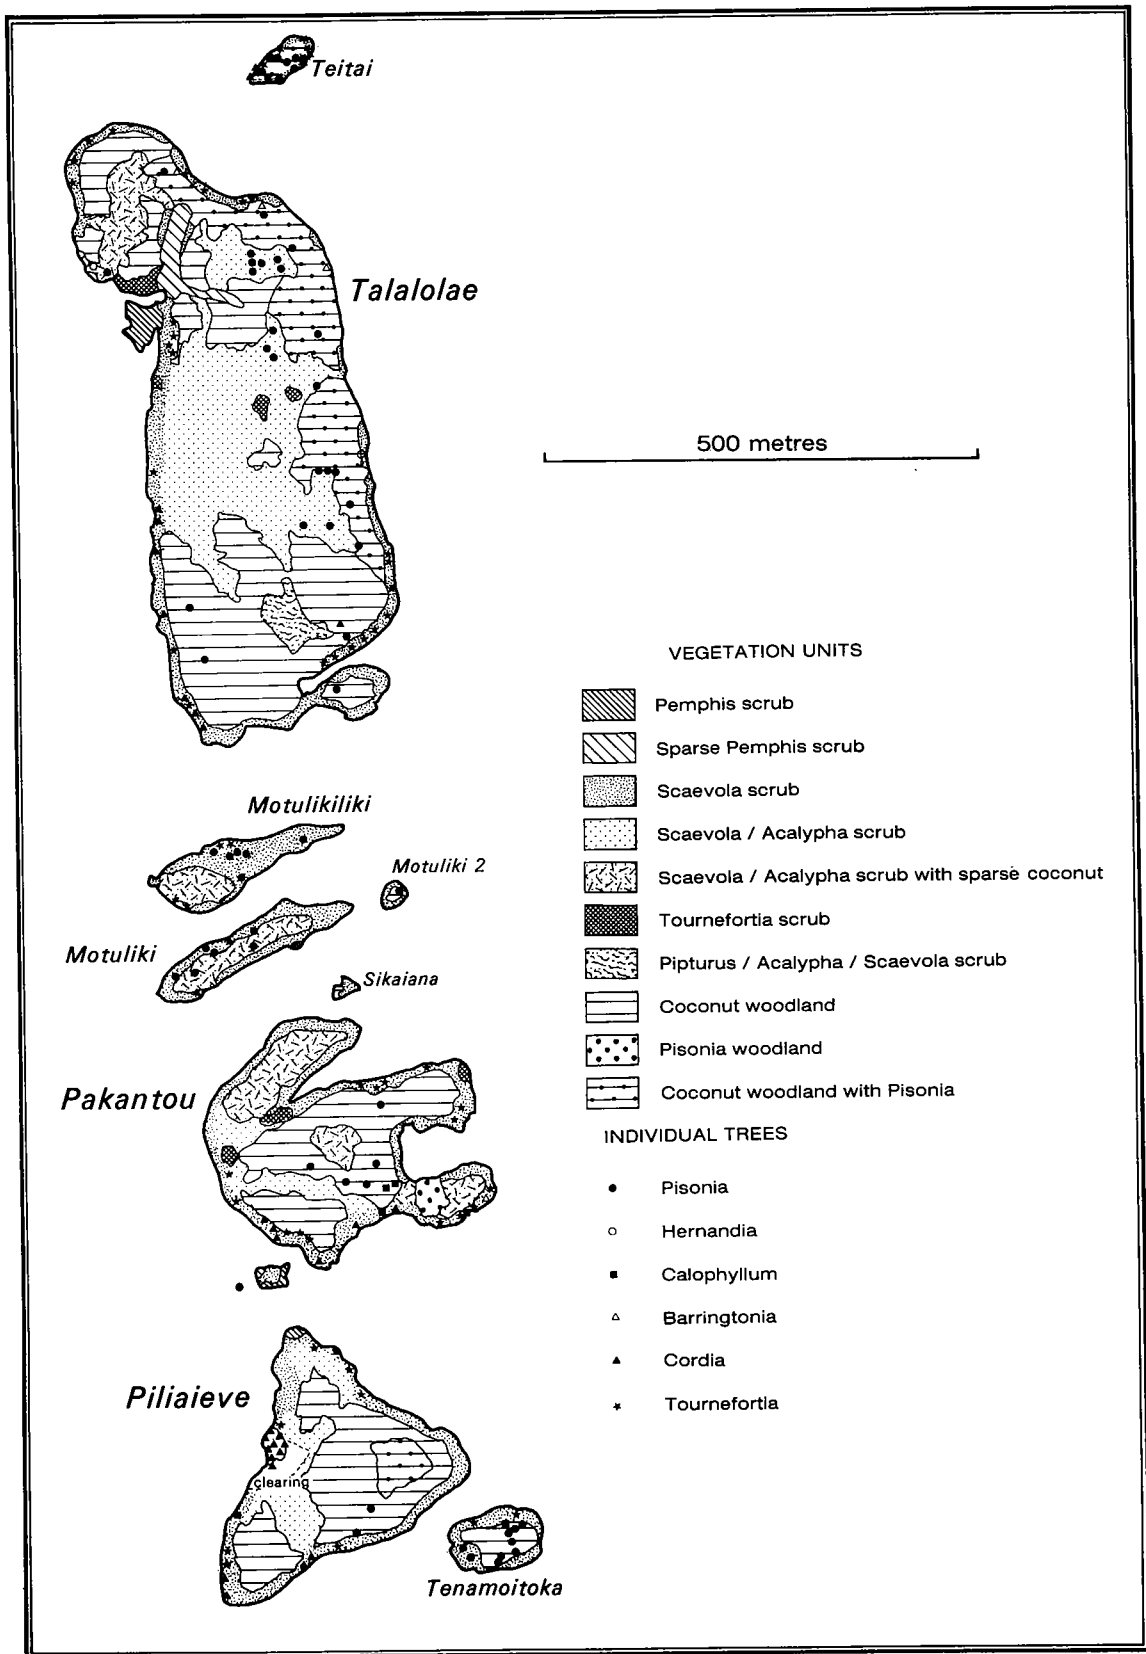 Teitai
Talalolae
500 metres
VEGETATION UNITS
Pemphis scrub
Sparse Pemphis scrub
Scaevola scrub
Scaevola / Acalypha scrub
Scaevola / Acalypha scrub with sparse coconut
Tournefortia scrub
Pipturus / Acalypha / Scaevola scrub
Coconut woodland
Pisonia woodland
Coconut woodland with Pisonia
INDIVIDUAL TREES
Pisonia
Hernandia
Calophyllum
Barringtonia
Cordia
Tournefortia
Motulikiliki
Motuliki 2
Motuliki
Sikaiana
Pakantou
Piliaieve
clearing
Tenamoitoka